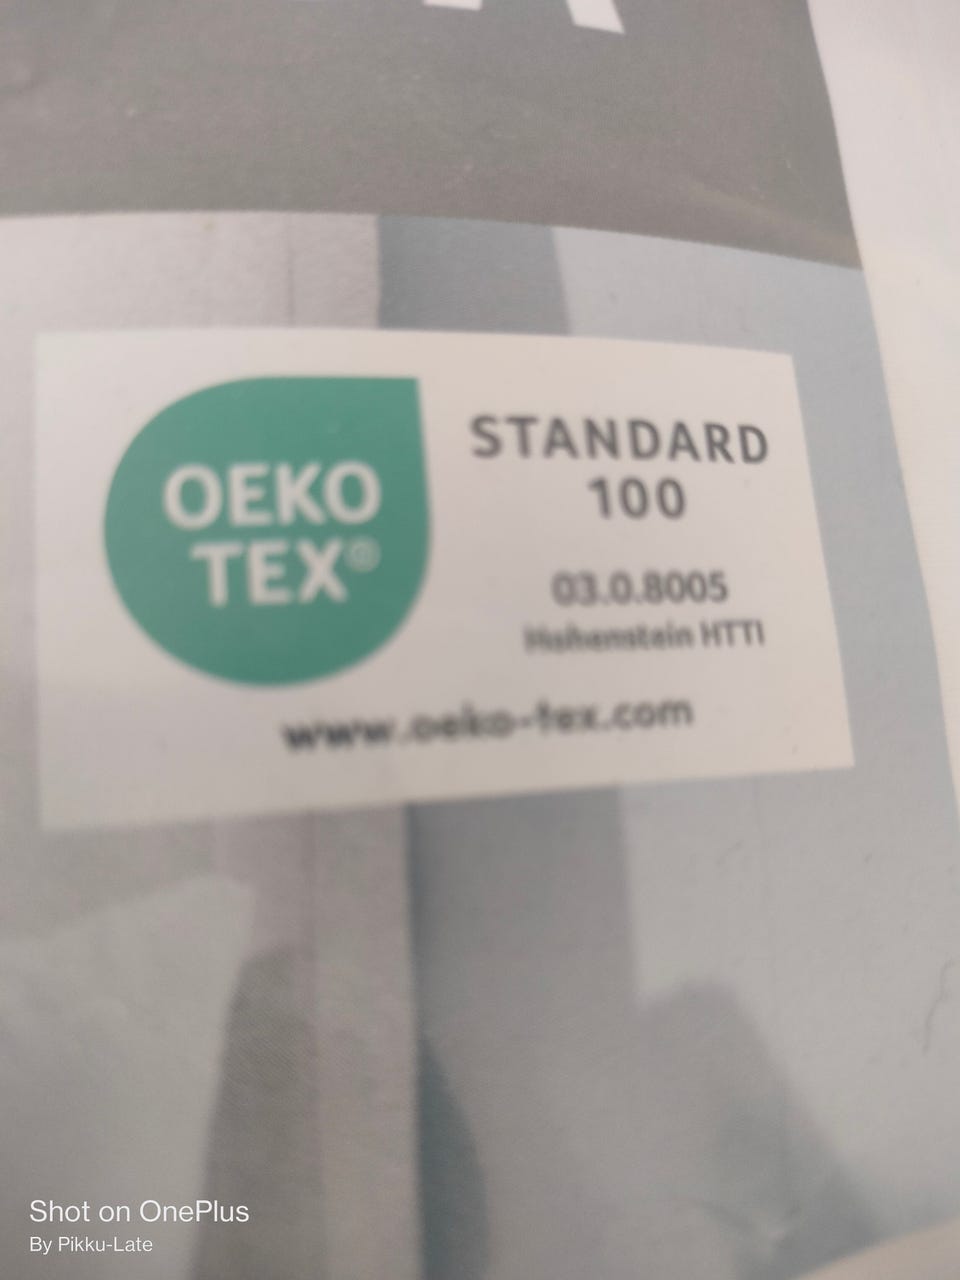 OEKO
TEX®
STANDARD
100
03.0.8005
Hohenstein HTTI
www.oeko-tex.com
Shot on OnePlus
By Pikku-Late